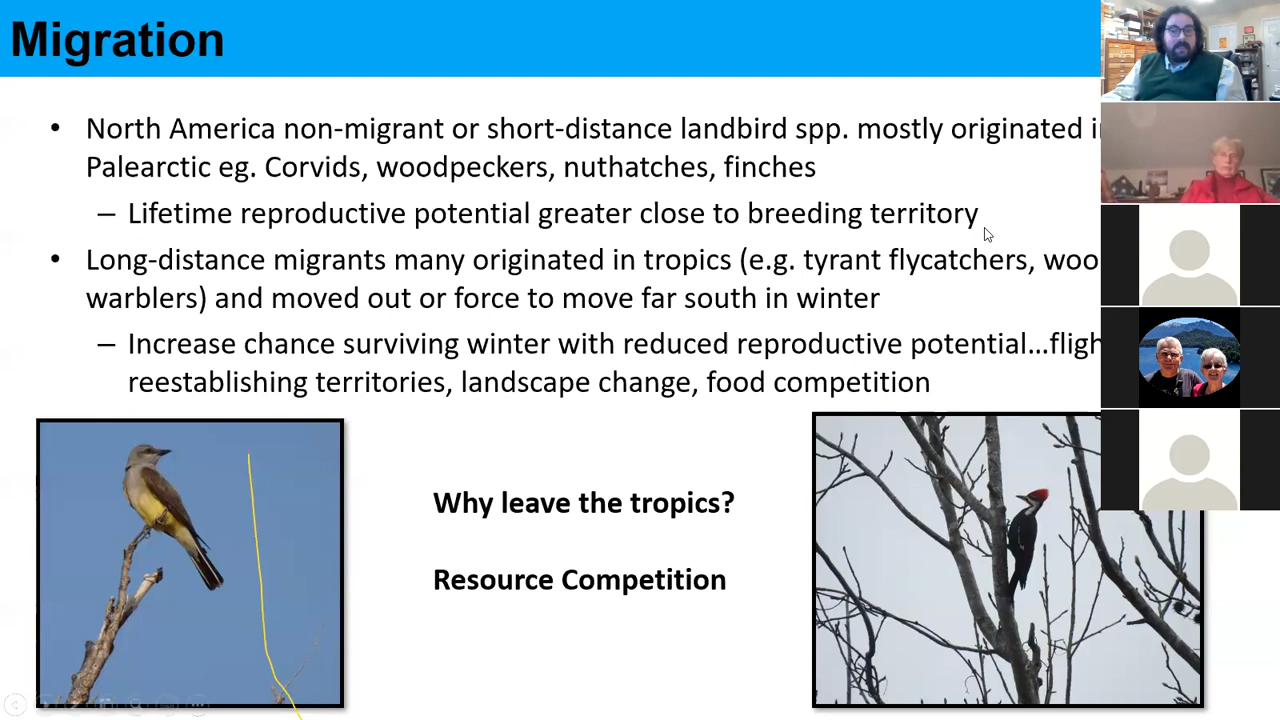 Migration
• North America non-migrant or short-distance landbird spp. mostly originated
Palearctic eg. Corvids, woodpeckers, nuthatches, finches
– Lifetime reproductive potential greater close to breeding territory
• Long-distance migrants many originated in tropics (e.g. tyrant flycatchers,
warblers) and moved out or force to move far south in winter
– Increase chance surviving winter with reduced reproductive potential…
reestablishing territories, landscape change, food competition
Why leave the tropics?
Resource Competition